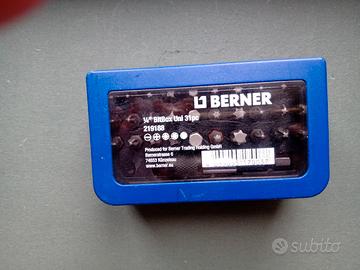 BERNER
¼" BitBox Uni 31pc
219188
Produced for Berner Trading Holding GmbH
Bernerstrasse 6
74653 Künzelsau
www.berner.eu
subito